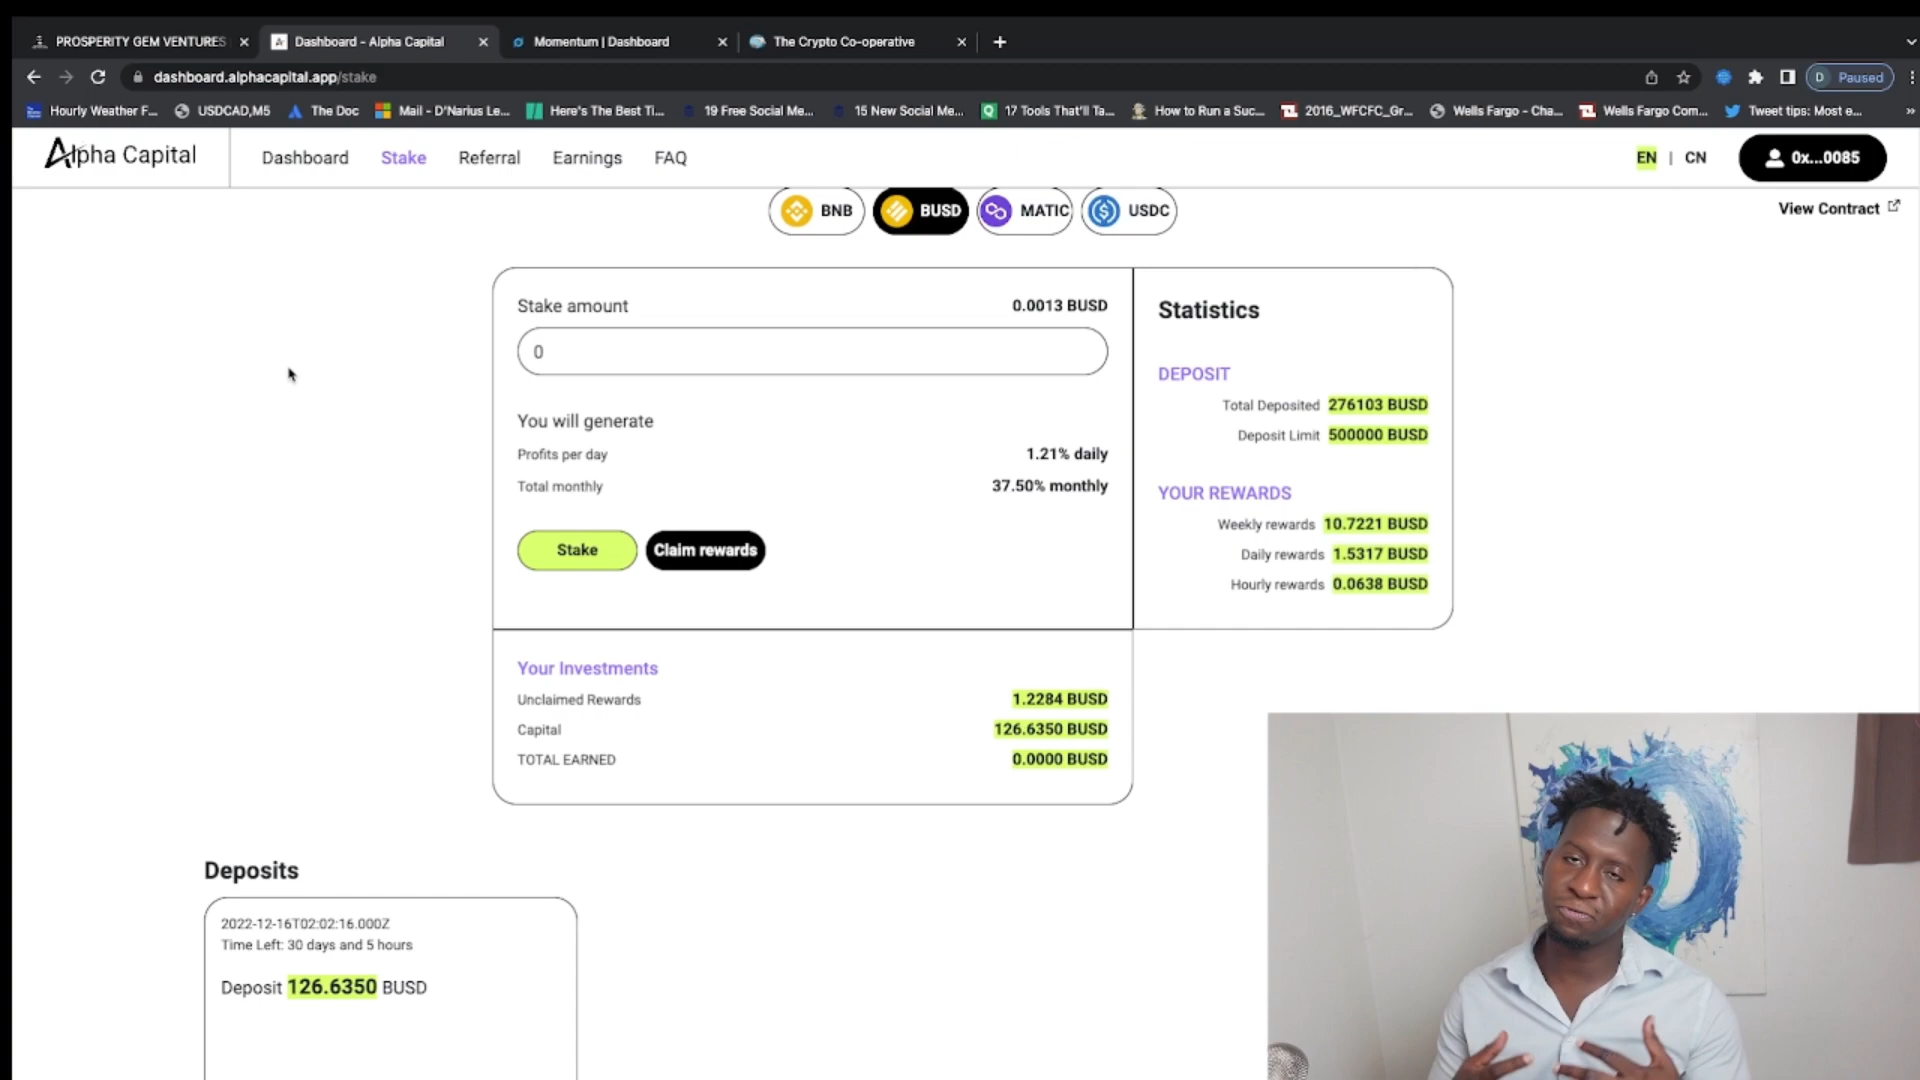 PROSPERITY GEM VENTURES
Dashboard - Alpha Capital
Momentum | Dashboard
The Crypto Co-operative
dashboard.alphacapital.app/stake
D Paused
Hourly Weather F...
USDCAD,M5
The Doc
Mail - D'Narius Le...
Here's The Best Ti...
19 Free Social Me...
15 New Social Me...
17 Tools That'll Ta...
How to Run a Suc...
2016_WFCFC_Gr...
Wells Fargo - Cha...
Wells Fargo Com...
Tweet tips: Most e...
Alpha Capital
Dashboard
Stake
Referral
Earnings
FAQ
EN | CN
0x...0085
BNB
BUSD
MATIC
USDC
View Contract
Stake amount 0.0013 BUSD
0
You will generate
Profits per day 1.21% daily
Total monthly 37.50% monthly
Stake
Claim rewards
Statistics
DEPOSIT
Total Deposited 276103 BUSD
Deposit Limit 500000 BUSD
YOUR REWARDS
Weekly rewards 10.7221 BUSD
Daily rewards 1.5317 BUSD
Hourly rewards 0.0638 BUSD
Your Investments
Unclaimed Rewards 1.2284 BUSD
Capital 126.6350 BUSD
TOTAL EARNED 0.0000 BUSD
Deposits
2022-12-16T02:02:16.000Z
Time Left: 30 days and 5 hours
Deposit 126.6350 BUSD